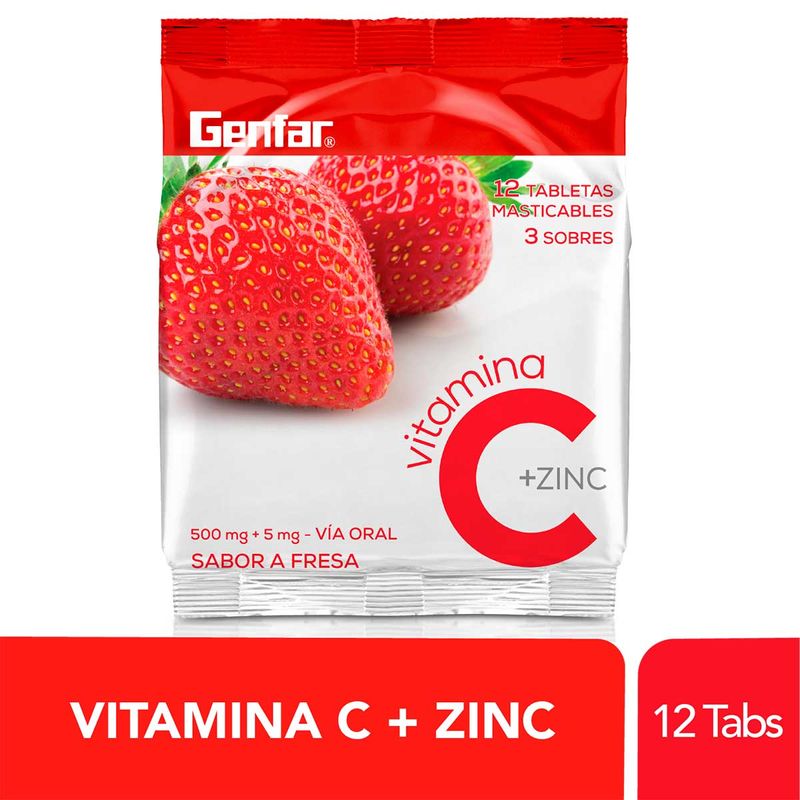 Genfar®
12 TABLETAS
MASTICABLES
3 SOBRES
vitamina
C
+ZINC
500 mg + 5 mg - VÍA ORAL
SABOR A FRESA
VITAMINA C + ZINC
12 Tabs